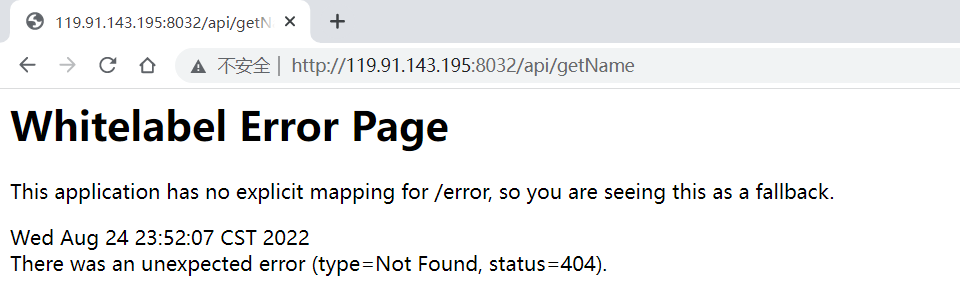 119.91.143.195:8032/api/getN
不安全 | http://119.91.143.195:8032/api/getName
Whitelabel Error Page
This application has no explicit mapping for /error, so you are seeing this as a fallback.
Wed Aug 24 23:52:07 CST 2022
There was an unexpected error (type=Not Found, status=404).